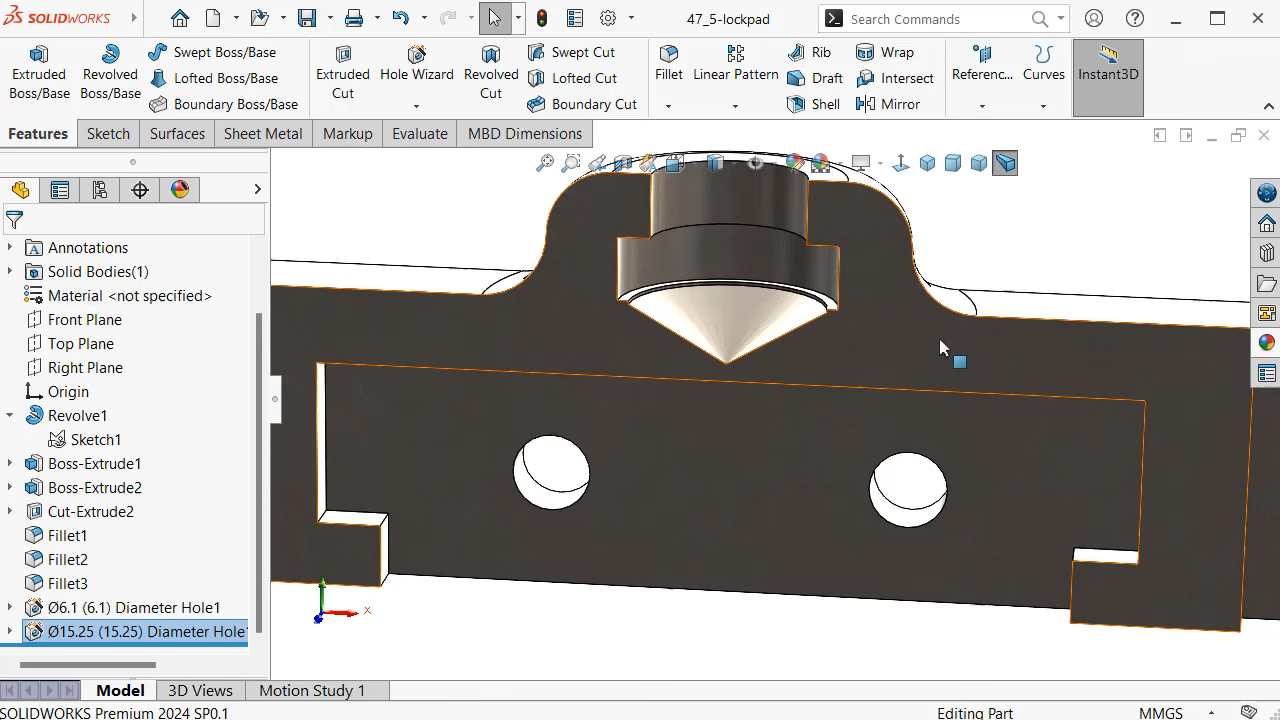 SOLIDWORKS
47_5-lockpad
Search Commands
Extruded Boss/Base
Revolved Boss/Base
Swept Boss/Base
Lofted Boss/Base
Boundary Boss/Base
Extruded Cut
Hole Wizard
Revolved Cut
Swept Cut
Lofted Cut
Boundary Cut
Fillet
Linear Pattern
Rib
Draft
Shell
Wrap
Intersect
Mirror
Referenc...
Curves
Instant3D
Features
Sketch
Surfaces
Sheet Metal
Markup
Evaluate
MBD Dimensions
Annotations
Solid Bodies(1)
Material <not specified>
Front Plane
Top Plane
Right Plane
Origin
Revolve1
Sketch1
Boss-Extrude1
Boss-Extrude2
Cut-Extrude2
Fillet1
Fillet2
Fillet3
Ø6.1 (6.1) Diameter Hole1
Ø15.25 (15.25) Diameter Hole
X
Model
3D Views
Motion Study 1
SOLIDWORKS Premium 2024 SP0.1
Editing Part
MMGS